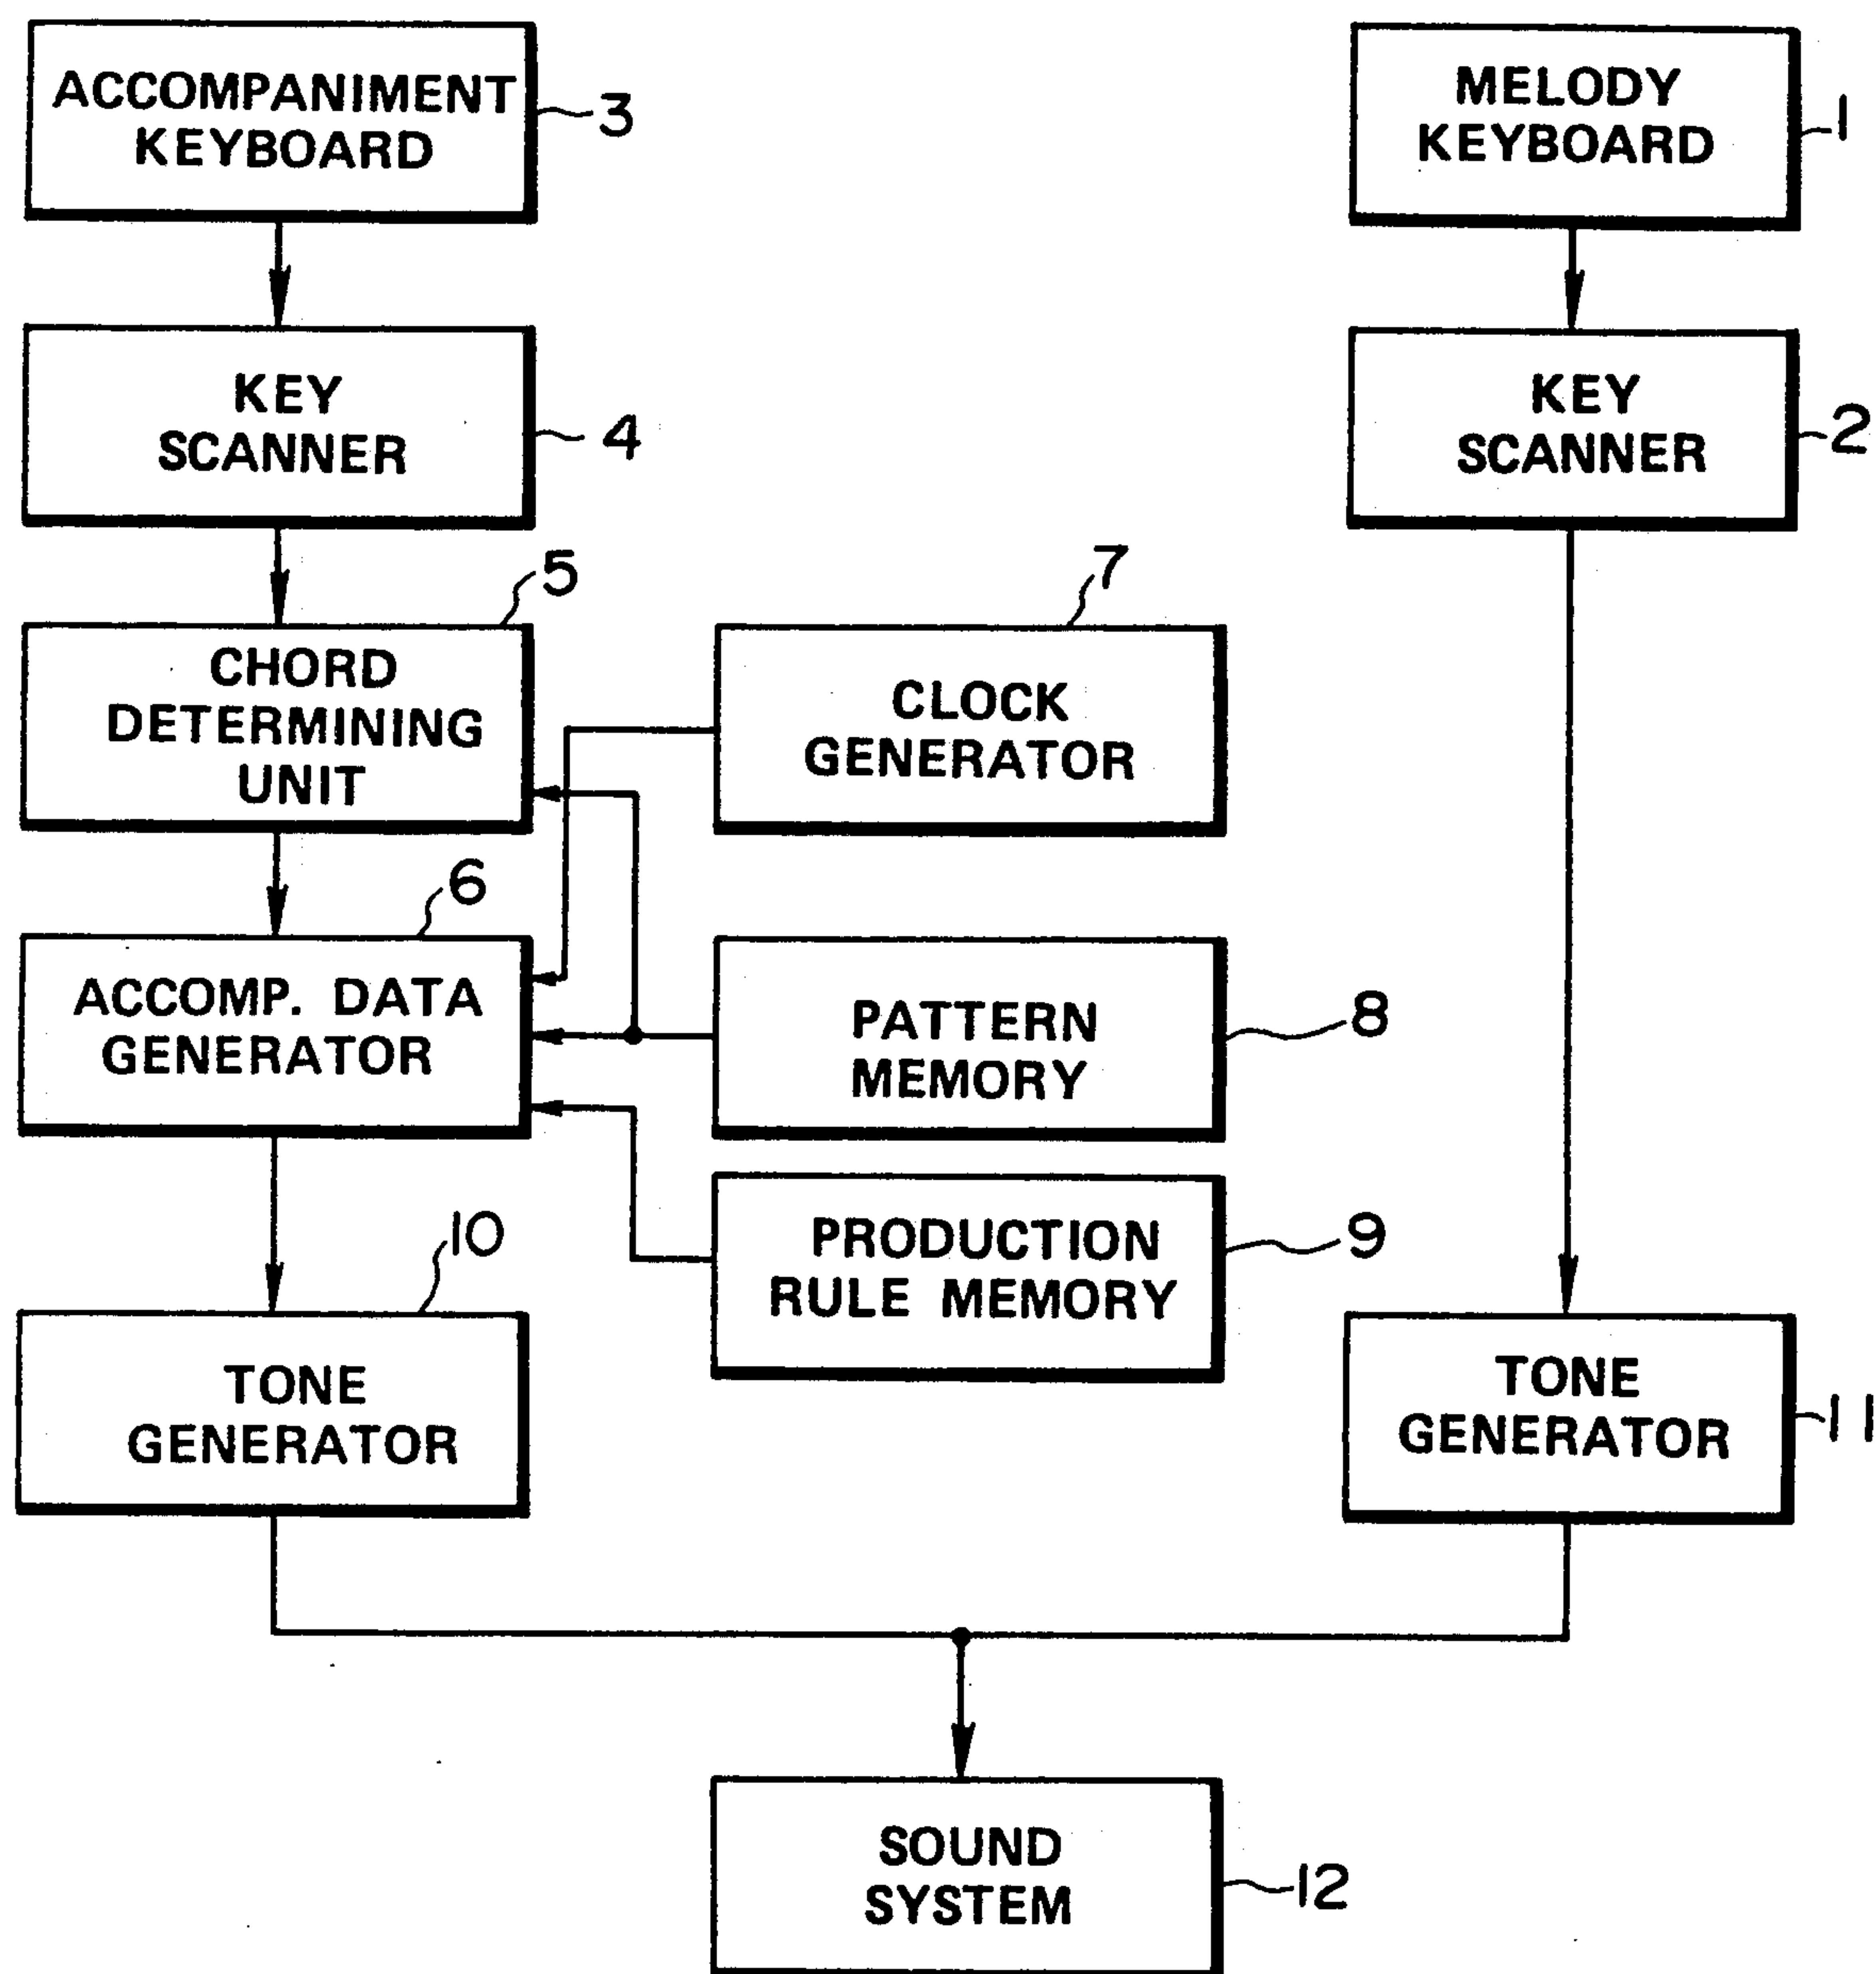 ACCOMPANIMENT
KEYBOARD
3
MELODY
KEYBOARD
1
KEY
SCANNER
4
KEY
SCANNER
2
5
CHORD
DETERMINING
UNIT
7
CLOCK
GENERATOR
6
ACCOMP. DATA
GENERATOR
PATTERN
MEMORY
8
PRODUCTION
RULE MEMORY
9
10
TONE
GENERATOR
TONE
GENERATOR
11
SOUND
SYSTEM
12